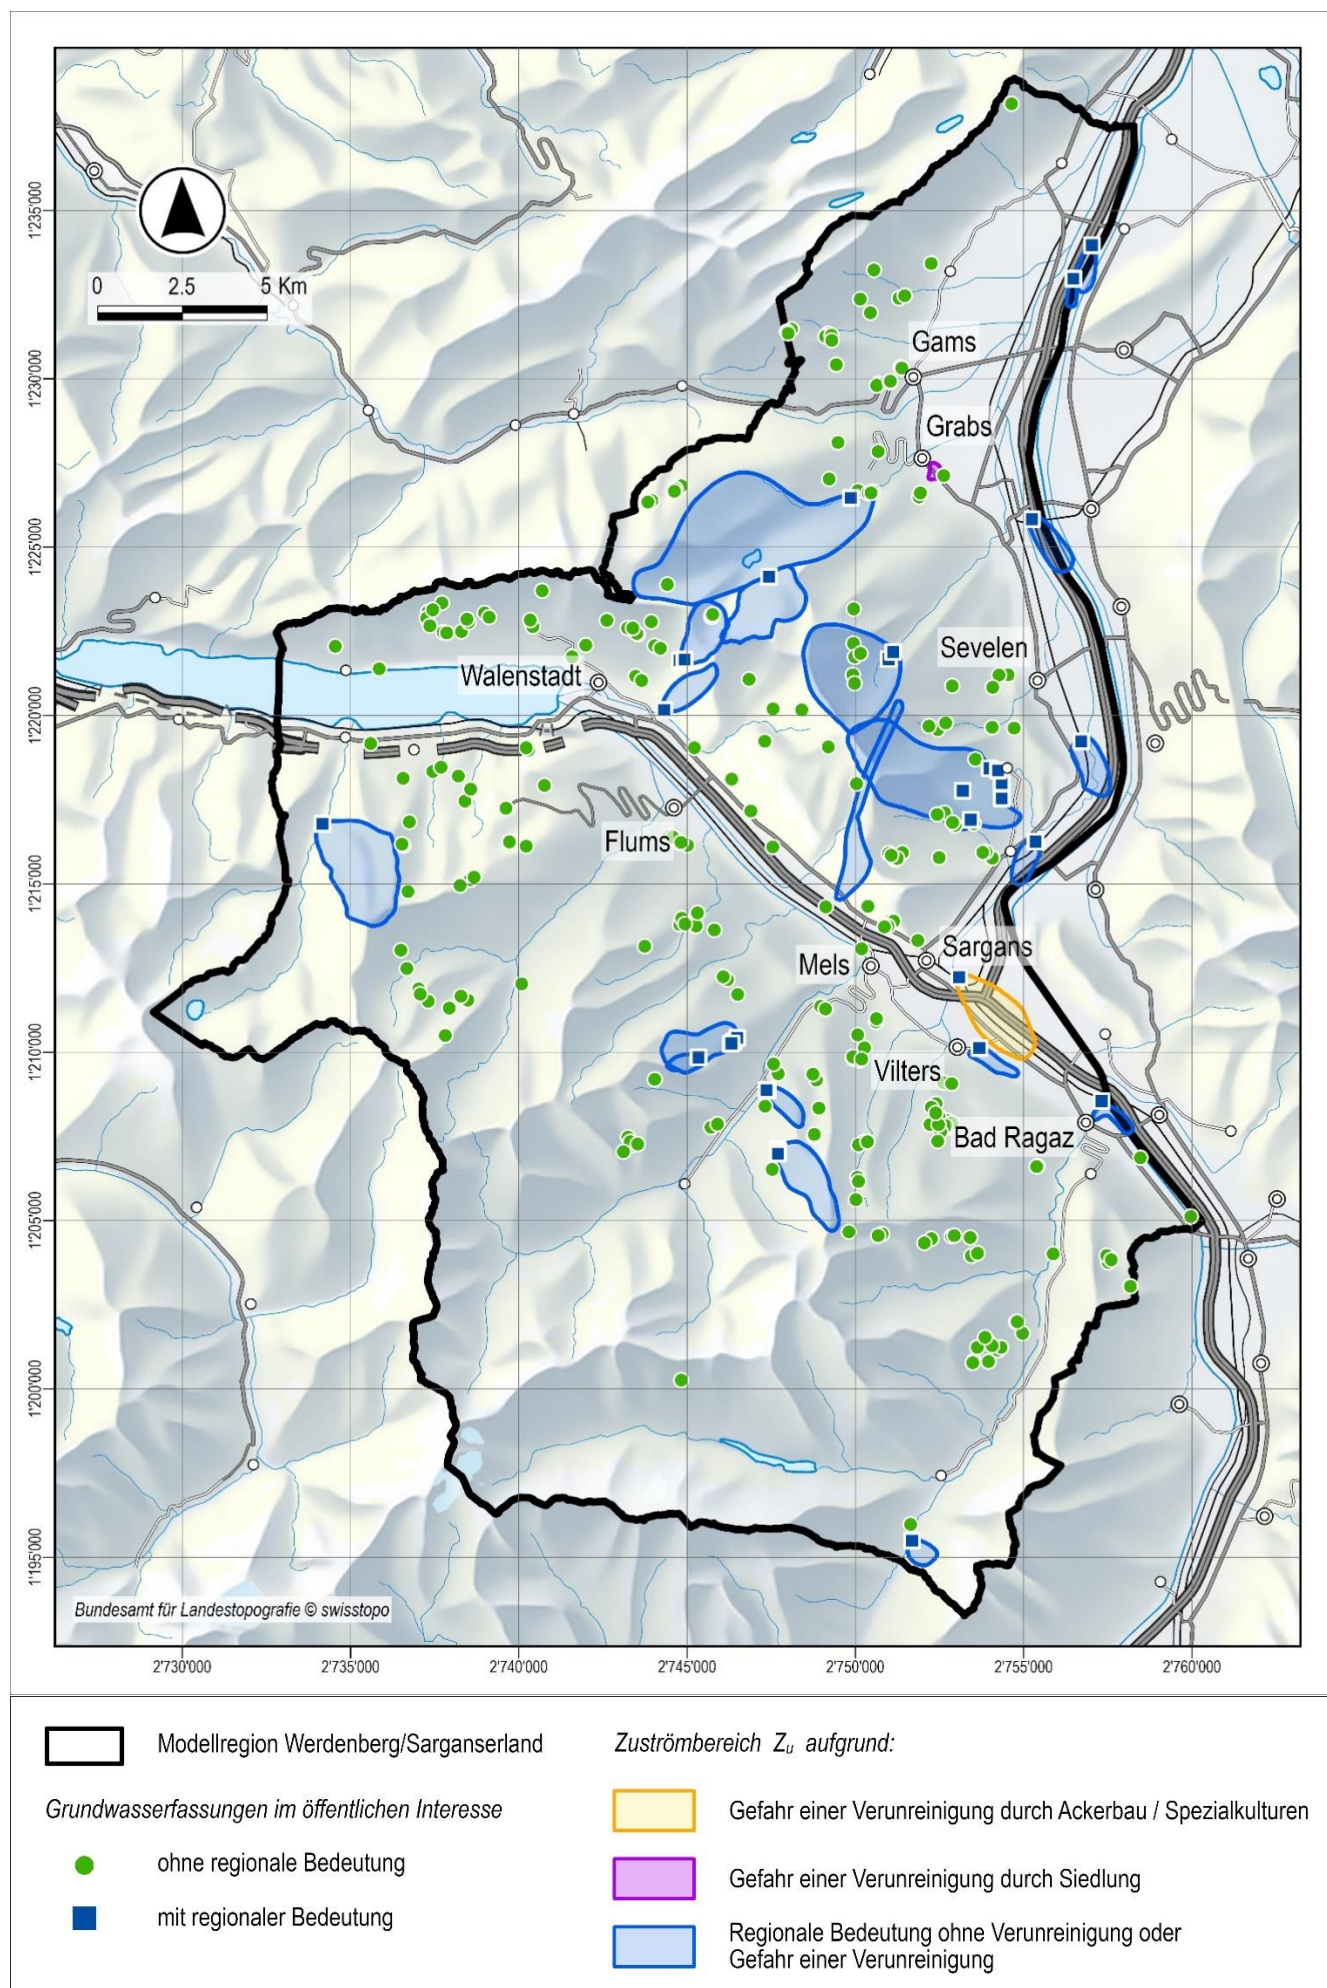 1'235'000
0 2.5 5 Km
Gams
1'230'000
Grabs
1'225'000
Sevelen
Walenstadt
1'220'000
Flums
1'215'000
Sargans
Mels
1'210'000
Vilters
Bad Ragaz
1'205'000
1'200'000
1'195'000
Bundesamt für Landestopografie © swisstopo
2'730'000 2'735'000 2'740'000 2'745'000 2'750'000 2'755'000 2'760'000
Modellregion Werdenberg/Sarganserland
Grundwasserfassungen im öffentlichen Interesse
ohne regionale Bedeutung
mit regionaler Bedeutung
Zuströmbereich Zu aufgrund:
Gefahr einer Verunreinigung durch Ackerbau / Spezialkulturen
Gefahr einer Verunreinigung durch Siedlung
Regionale Bedeutung ohne Verunreinigung oder
Gefahr einer Verunreinigung